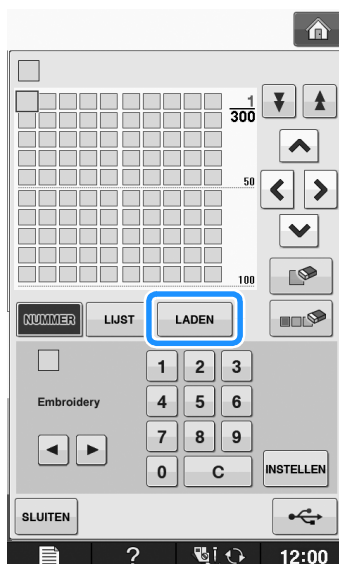 1
300
50
100
NUMMER LIJST LADEN
1 2 3
Embroidery 4 5 6
7 8 9
0 C INSTELLEN
SLUITEN
? 12:00